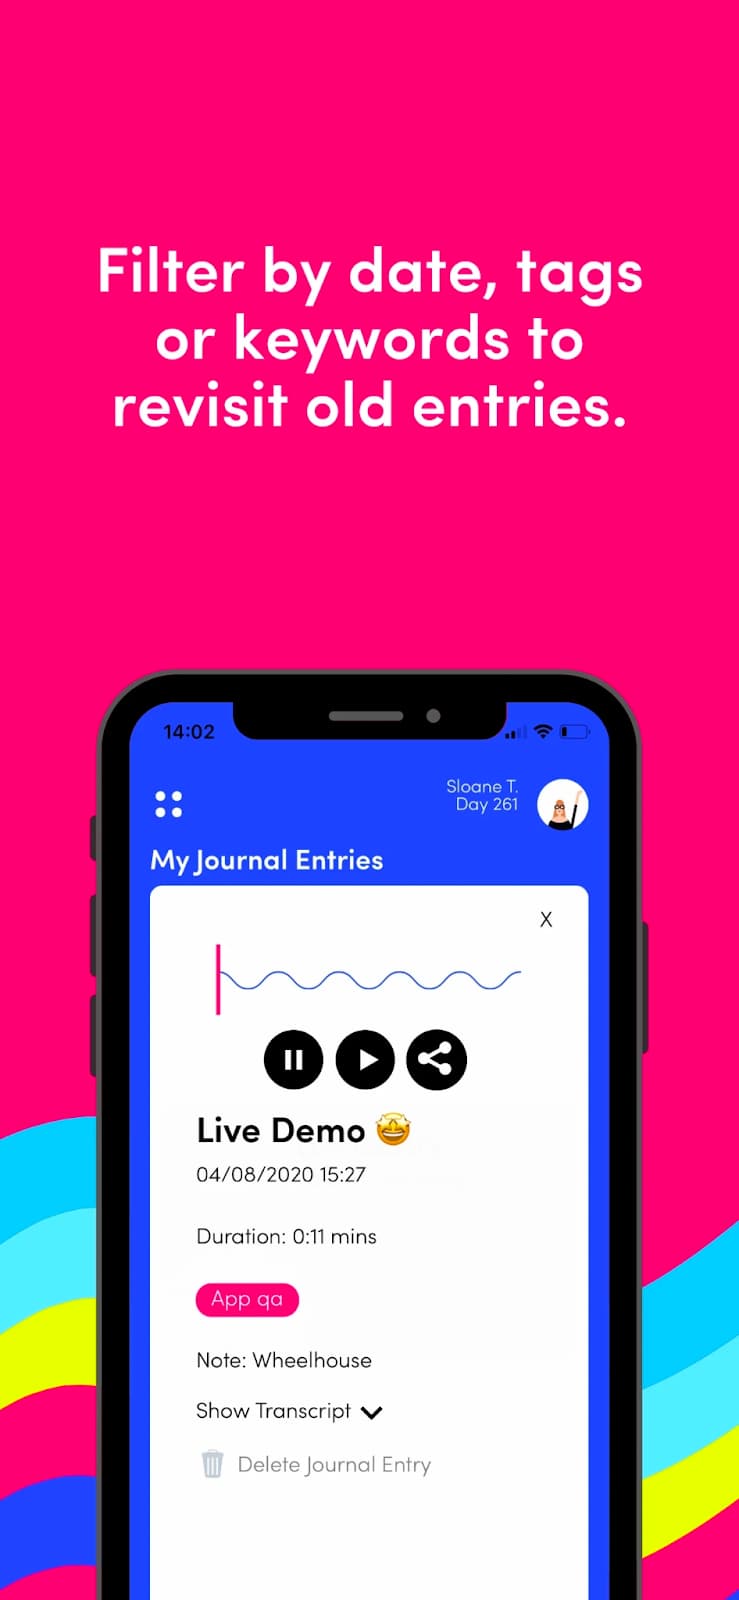 Filter by date, tags
or keywords to
revisit old entries.
14:02
Sloane T.
Day 261
My Journal Entries
X
Live Demo 🤩
04/08/2020 15:27
Duration: 0:11 mins
App qa
Note: Wheelhouse
Show Transcript
Delete Journal Entry